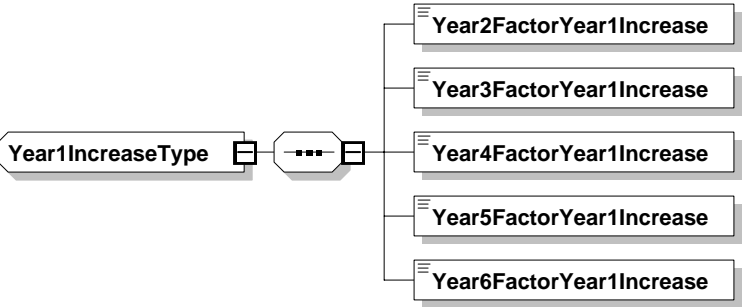 Year2FactorYear1Increase
Year3FactorYear1Increase
Year1IncreaseType
Year4FactorYear1Increase
Year5FactorYear1Increase
Year6FactorYear1Increase